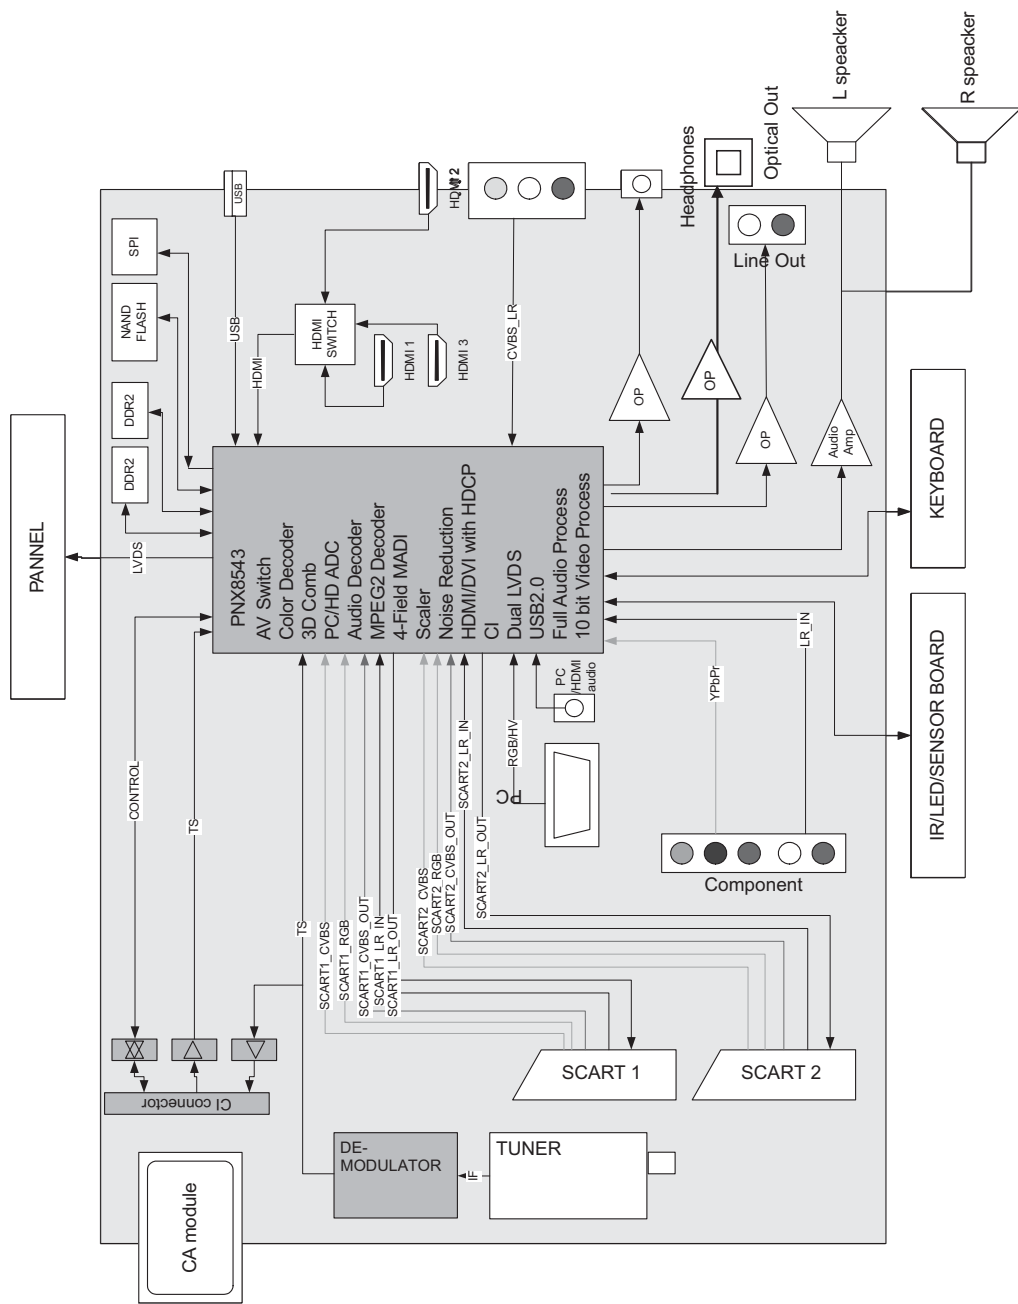 L speacker
R speacker
Optical Out
Headphones
Line Out
USB
SPI
NAND
FLASH
DDR2
DDR2
HDMI 2
HDMI
SWITCH
HDMI 1
HDMI 3
USB
HDMI
CVBS_LR
OP
OP
OP
Audio
Amp
PANNEL
LVDS
KEYBOARD
IR/LED/SENSOR BOARD
PNX8543
AV Switch
Color Decoder
3D Comb
PC/HD ADC
Audio Decoder
MPEG2 Decoder
4-Field MADI
Scaler
Noise Reduction
HDMI/DVI with HDCP
CI
Dual LVDS
USB2.0
Full Audio Process
10 bit Video Process
PC
/HDMI
audio
PC
RGB/HV
YPbPr
LR_IN
Component
CONTROL
TS
TS
SCART1_CVBS
SCART1_RGB
SCART1_CVBS_OUT
SCART1_LR_IN
SCART1_LR_OUT
SCART2_CVBS
SCART2_RGB
SCART2_CVBS_OUT
SCART2_LR_IN
SCART2_LR_OUT
SCART 1
SCART 2
CI connector
CA module
DE-
MODULATOR
IF
TUNER